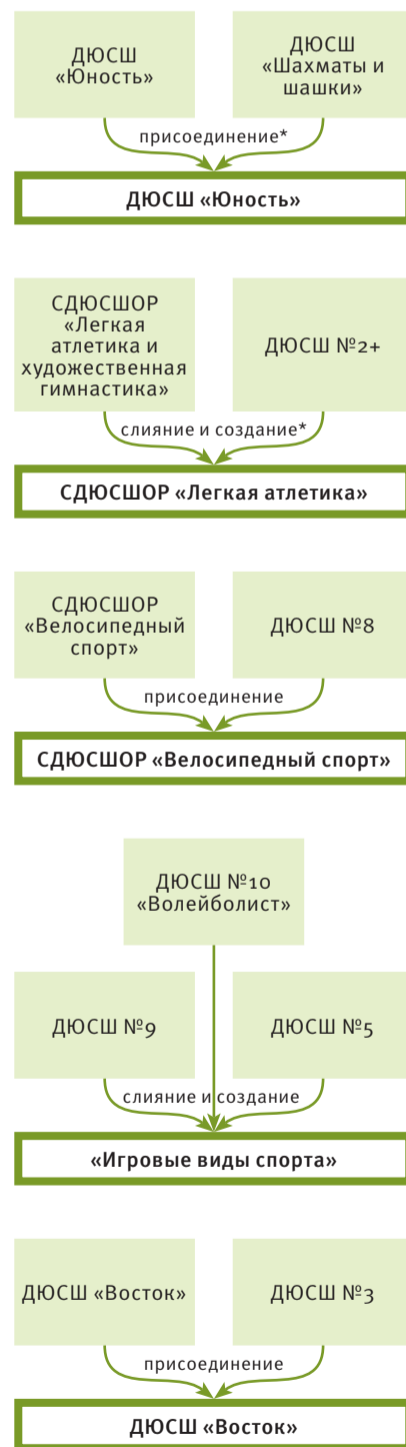 ДЮСШ
«Юность»
ДЮСШ
«Шахматы и
шашки»
присоединение*
ДЮСШ «Юность»
СДЮСШОР
«Легкая
атлетика и
художественная
гимнастика»
ДЮСШ №2+
слияние и создание*
СДЮСШОР «Легкая атлетика»
СДЮСШОР
«Велосипедный
спорт»
ДЮСШ №8
присоединение
СДЮСШОР «Велосипедный спорт»
ДЮСШ №10
«Волейболист»
ДЮСШ №9
ДЮСШ №5
слияние и создание
«Игровые виды спорта»
ДЮСШ «Восток»
ДЮСШ №3
присоединение
ДЮСШ «Восток»